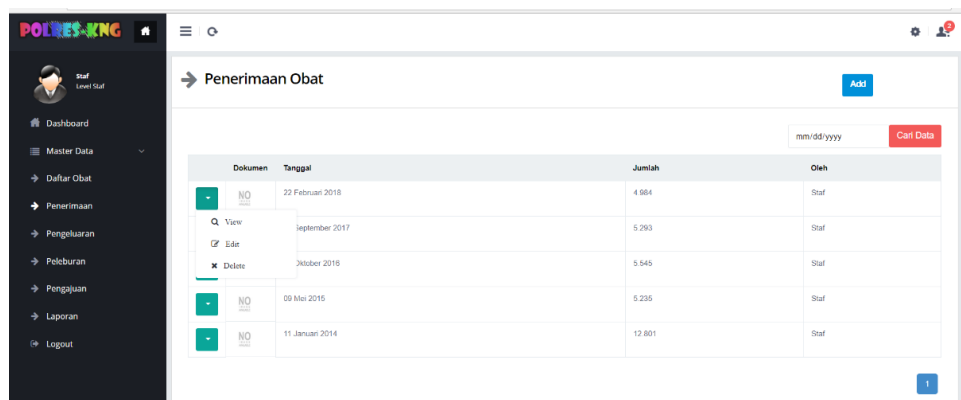 POLRES-KNG
2
Staf
Level Staf
Penerimaan Obat
Add
Dashboard
Master Data
Daftar Obat
Penerimaan
Pengeluaran
Peleburan
Pengajuan
Laporan
Logout
mm/dd/yyyy
Cari Data
Dokumen Tanggal Jumlah Oleh
NO 22 Februari 2018 4.984 Staf
View
September 2017 5.293 Staf
Edit
Oktober 2016 5.545 Staf
Delete
NO 09 Mei 2015 5.235 Staf
NO 11 Januari 2014 12.801 Staf
1